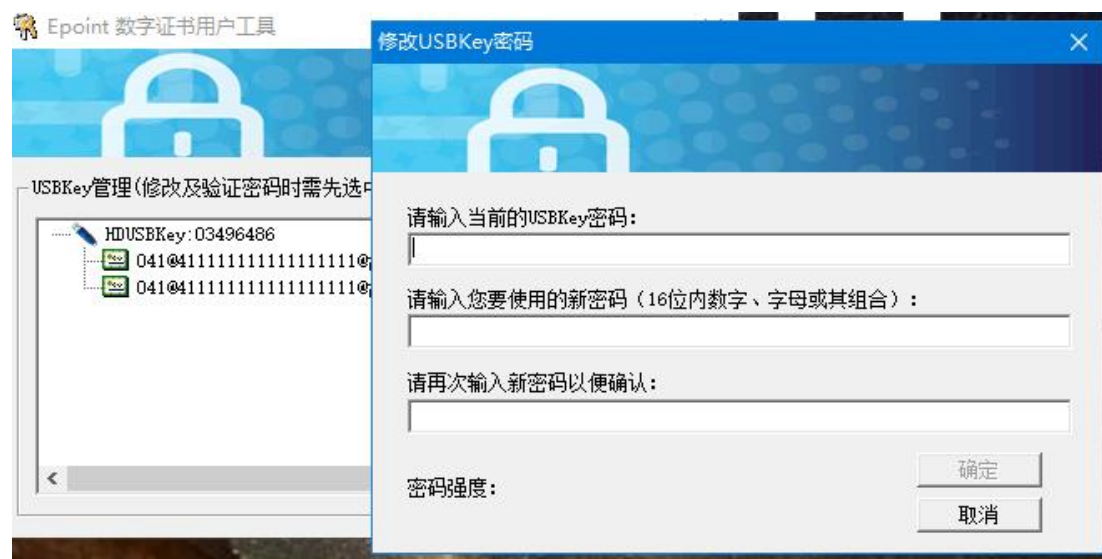 Epoint 数字证书用户工具
修改USBKey密码
USBKey管理(修改及验证密码时需先选
HDUSBKey:03496486
041@411111111111111111@
041@411111111111111111@
请输入当前的USBKey密码:
请输入您要使用的新密码（16位内数字、字母或其组合）:
请再次输入新密码以便确认:
密码强度:
确定
取消